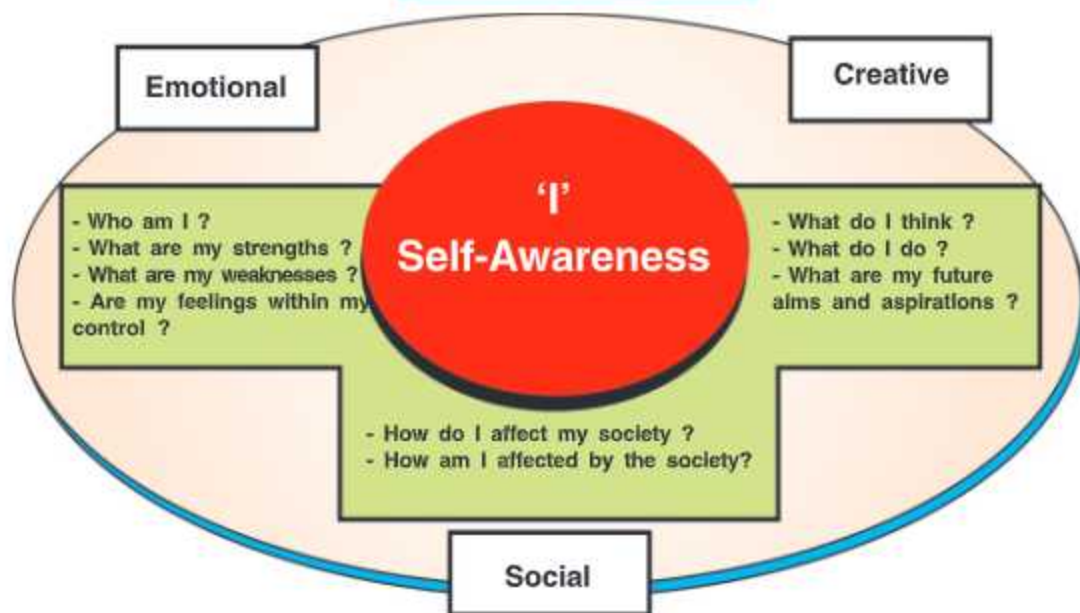 Emotional
Creative
'I'
Self-Awareness
- Who am I ?
- What are my strengths ?
- What are my weaknesses ?
- Are my feelings within my
control ?
- What do I think ?
- What do I do ?
- What are my future
aims and aspirations ?
- How do I affect my society ?
- How am I affected by the society?
Social